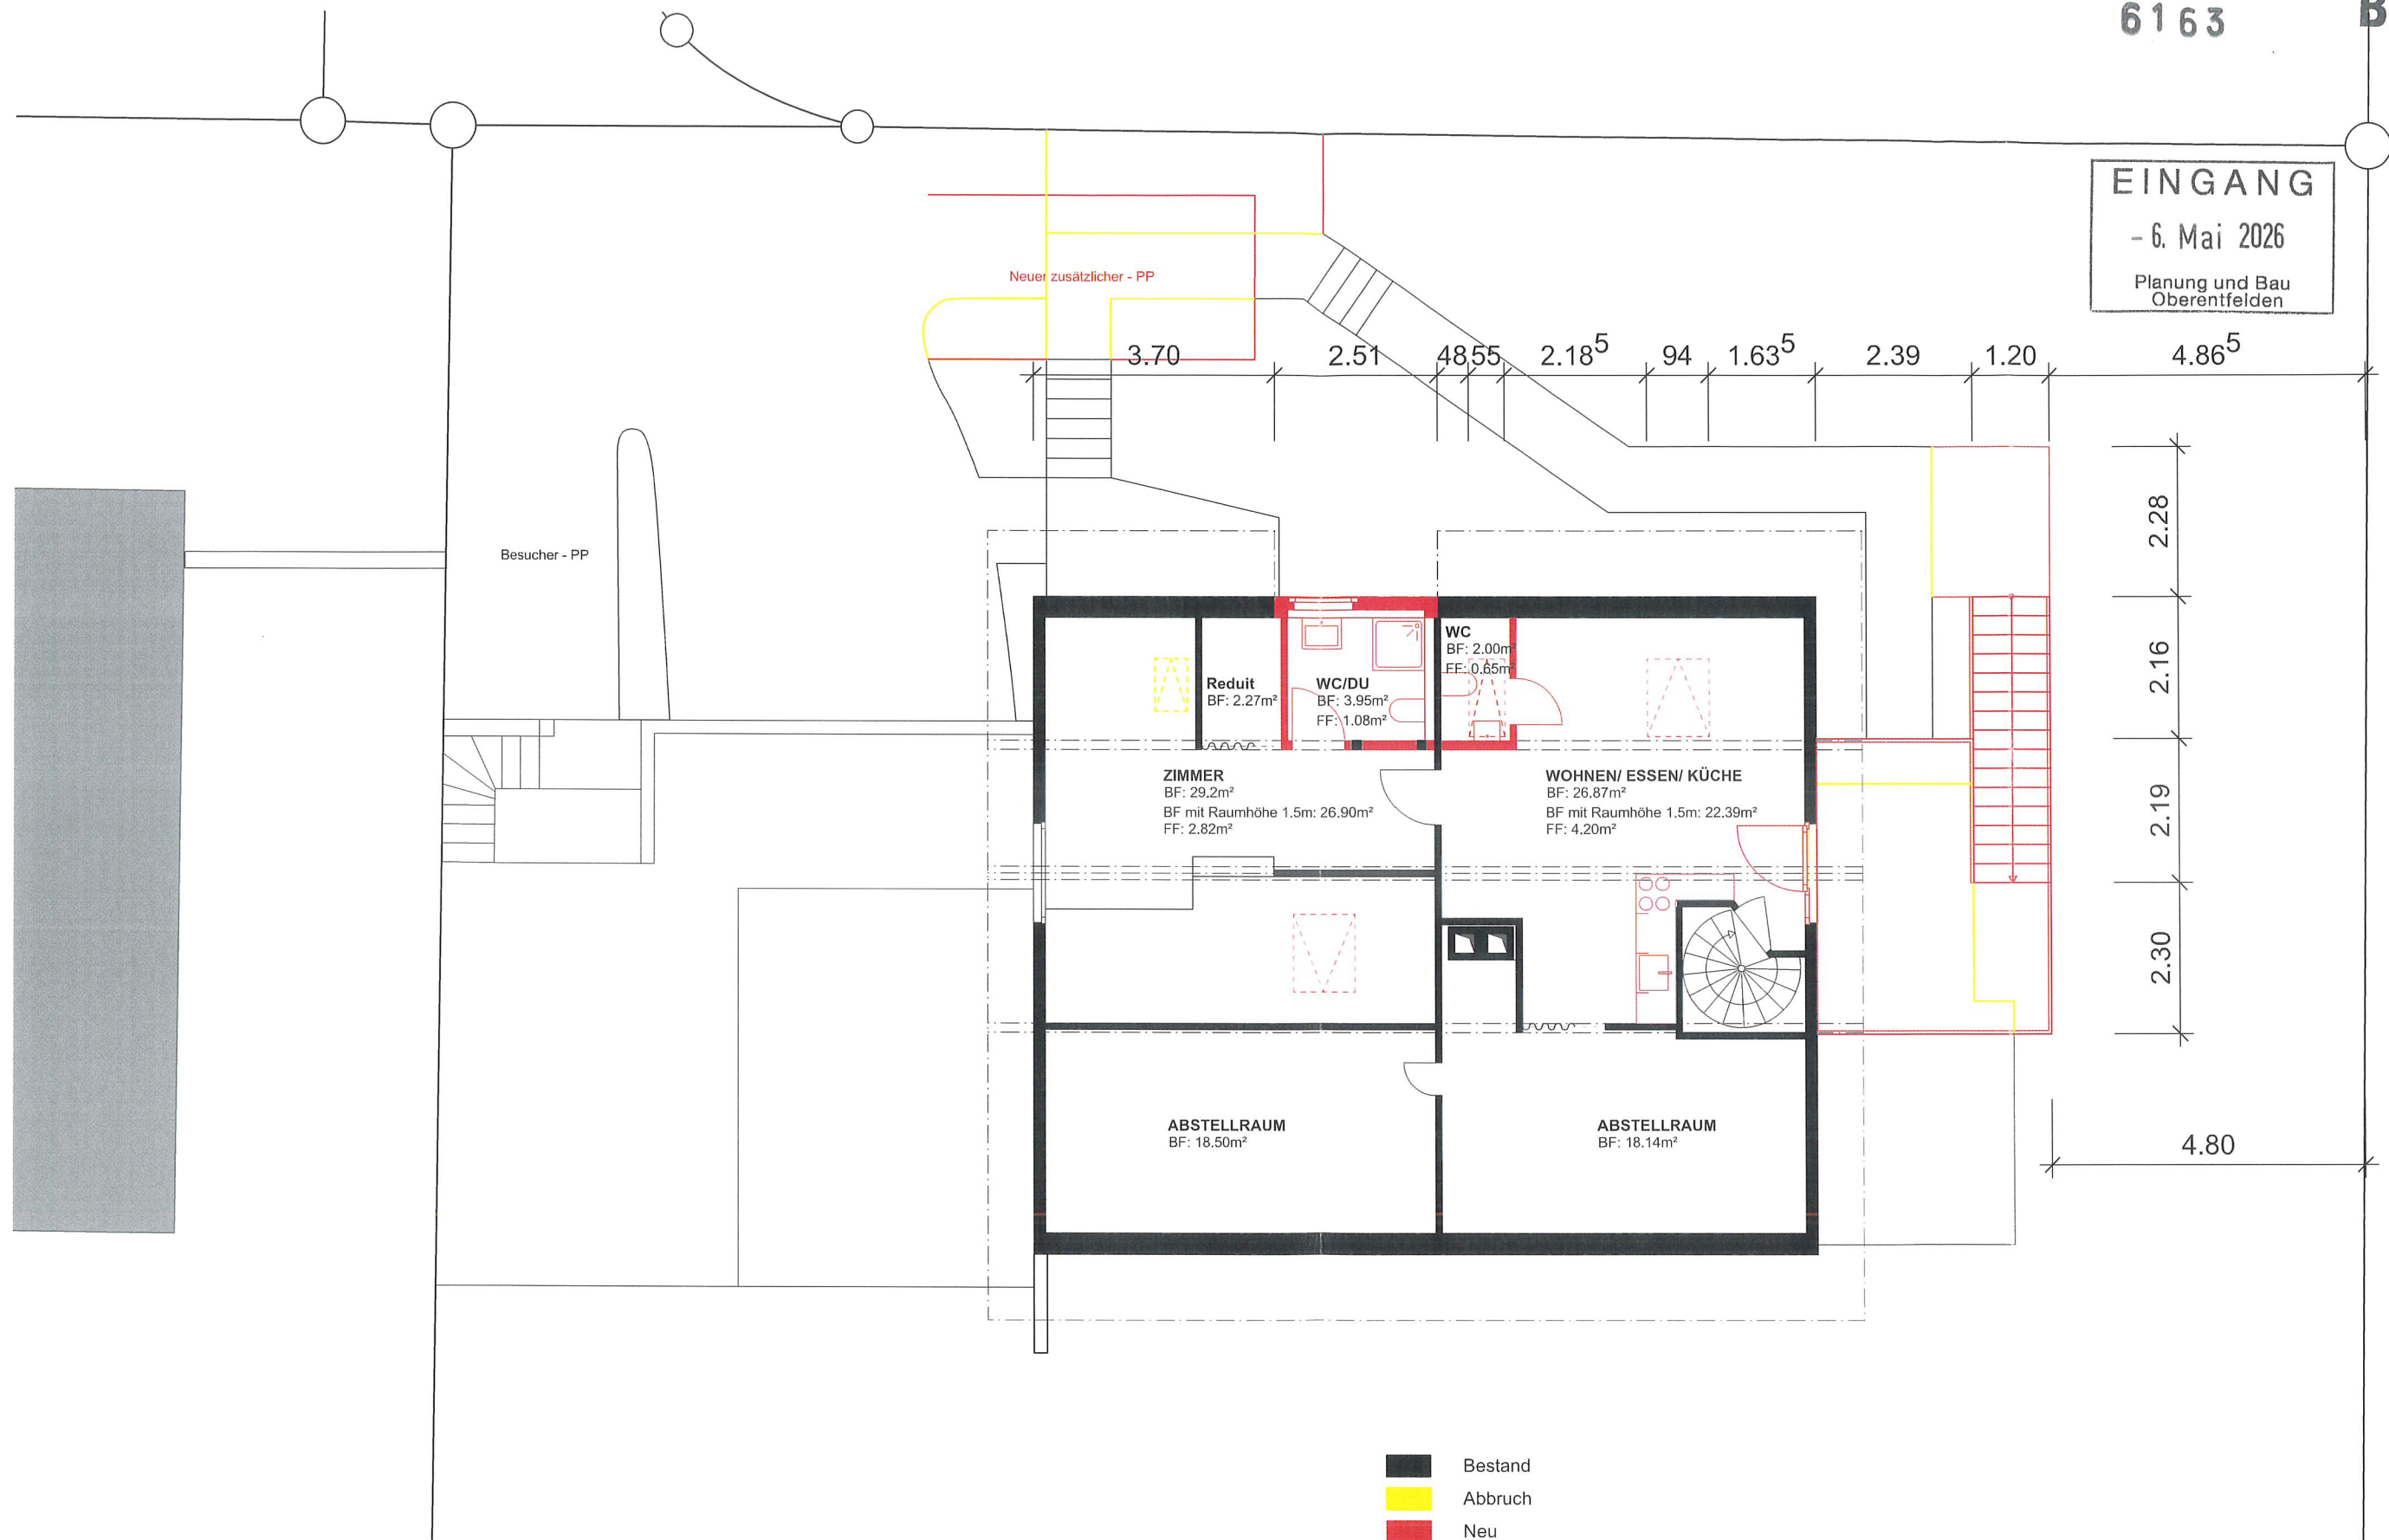 6163
B
EINGANG
- 6. Mai 2026
Planung und Bau
Oberentfelden
Neuer zusätzlicher - PP
3.70 2.51 48 55 2.18⁵ 94 1.63⁵ 2.39 1.20 4.86⁵
2.28
2.16
2.19
2.30
4.80
Besucher - PP
Reduit
BF: 2.27m²
WC/DU
BF: 3.95m²
FF: 1.08m²
WC
BF: 2.00m²
FF: 0.65m²
ZIMMER
BF: 29.2m²
BF mit Raumhöhe 1.5m: 26.90m²
FF: 2.82m²
WOHNEN/ ESSEN/ KÜCHE
BF: 26.87m²
BF mit Raumhöhe 1.5m: 22.39m²
FF: 4.20m²
ABSTELLRAUM
BF: 18.50m²
ABSTELLRAUM
BF: 18.14m²
Bestand
Abbruch
Neu